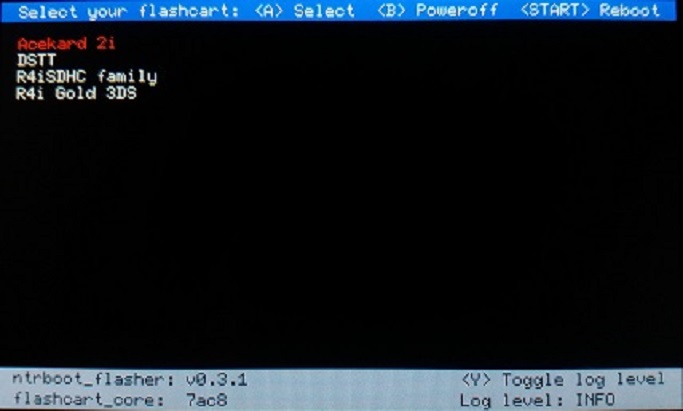 Select your flashcart: <A> Select <B> Poweroff <START> Reboot
Acekard 2i
DSTT
R4iSDHC family
R4i Gold 3DS
ntrboot_flasher: v0.3.1 <Y> Toggle log level
flashcart_core: 7ac8 Log level: INFO